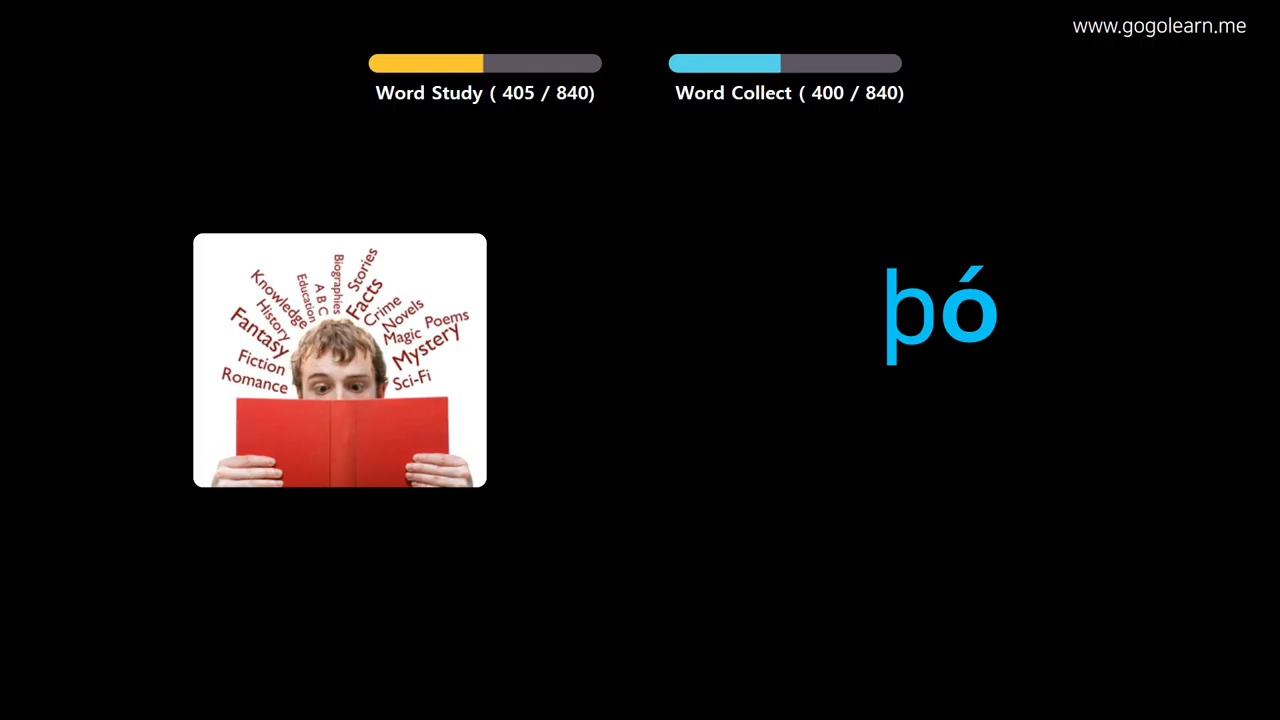 www.gogolearn.me
Word Study ( 405 / 840)
Word Collect ( 400 / 840)
þó
Stories
Biographies
Facts
A B C
Education
Knowledge
History
Crime
Novels
Poems
Magic
Mystery
Fantasy
Fiction
Romance
Sci-Fi